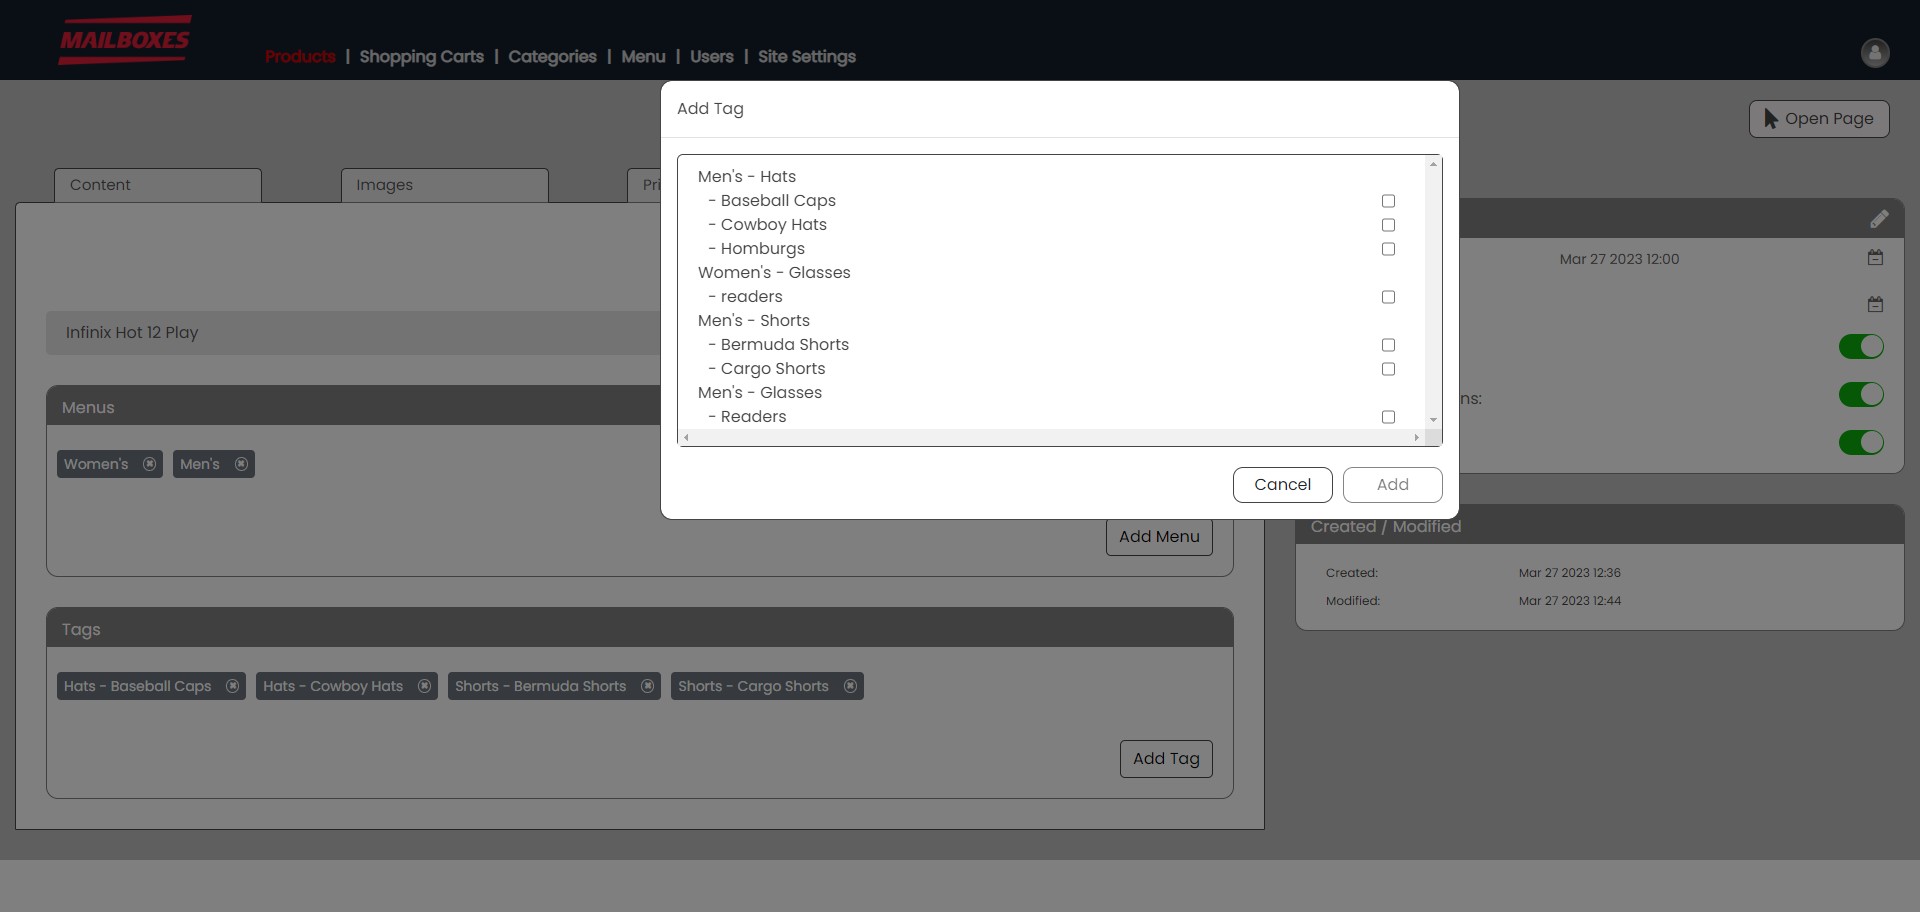 MAILBOXES
Products | Shopping Carts | Categories | Menu | Users | Site Settings
Add Tag
Open Page
Content
Images
Men's - Hats
- Baseball Caps
- Cowboy Hats
- Homburgs
Women's - Glasses
- readers
Men's - Shorts
- Bermuda Shorts
- Cargo Shorts
Men's - Glasses
- Readers
Cancel
Add
Mar 27 2023 12:00
Infinix Hot 12 Play
Menus
Women's
Men's
Add Menu
Tags
Hats - Baseball Caps
Hats - Cowboy Hats
Shorts - Bermuda Shorts
Shorts - Cargo Shorts
Add Tag
Created / Modified
Created: Mar 27 2023 12:36
Modified: Mar 27 2023 12:44